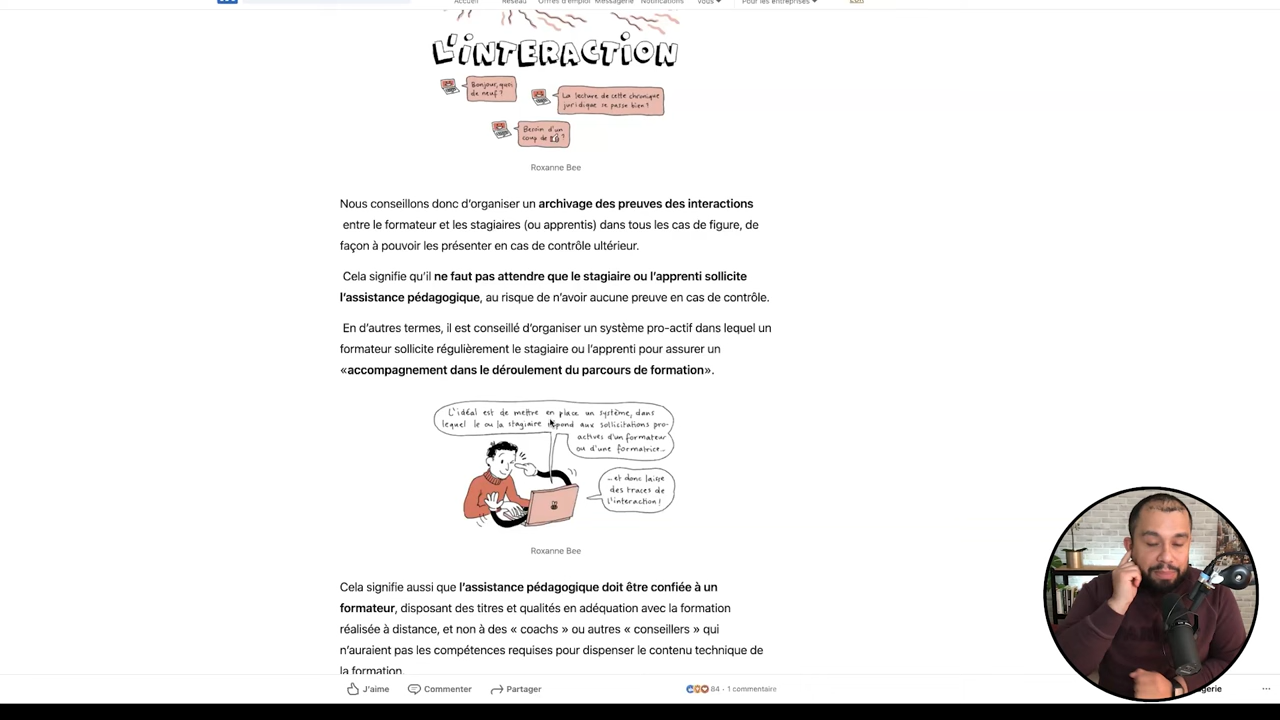 Accueil Réseau Offres d'emploi Messagerie Notifications Vous Pour les entreprises
L'iNTERACTiON
Bonjour, quoi
de neuf ?
La lecture de cette chronique
juridique se passe bien ?
Besoin d'un
coup de
?
Roxanne Bee
Nous conseillons donc d'organiser un archivage des preuves des interactions
entre le formateur et les stagiaires (ou apprentis) dans tous les cas de figure, de
façon à pouvoir les présenter en cas de contrôle ultérieur.
Cela signifie qu'il ne faut pas attendre que le stagiaire ou l'apprenti sollicite
l'assistance pédagogique, au risque de n'avoir aucune preuve en cas de contrôle.
En d'autres termes, il est conseillé d'organiser un système pro-actif dans lequel un
formateur sollicite régulièrement le stagiaire ou l'apprenti pour assurer un
«accompagnement dans le déroulement du parcours de formation».
L'idéal est de mettre en place un système, dans
lequel le ou la stagiaire répond aux sollicitations pro-
actives d'un formateur
ou d'une formatrice...
...et donc laisse
des traces de
l'interaction !
Roxanne Bee
Cela signifie aussi que l'assistance pédagogique doit être confiée à un
formateur, disposant des titres et qualités en adéquation avec la formation
réalisée à distance, et non à des « coachs » ou autres « conseillers » qui
n'auraient pas les compétences requises pour dispenser le contenu technique de
la formation.
J'aime Commenter Partager 84 · 1 commentaire